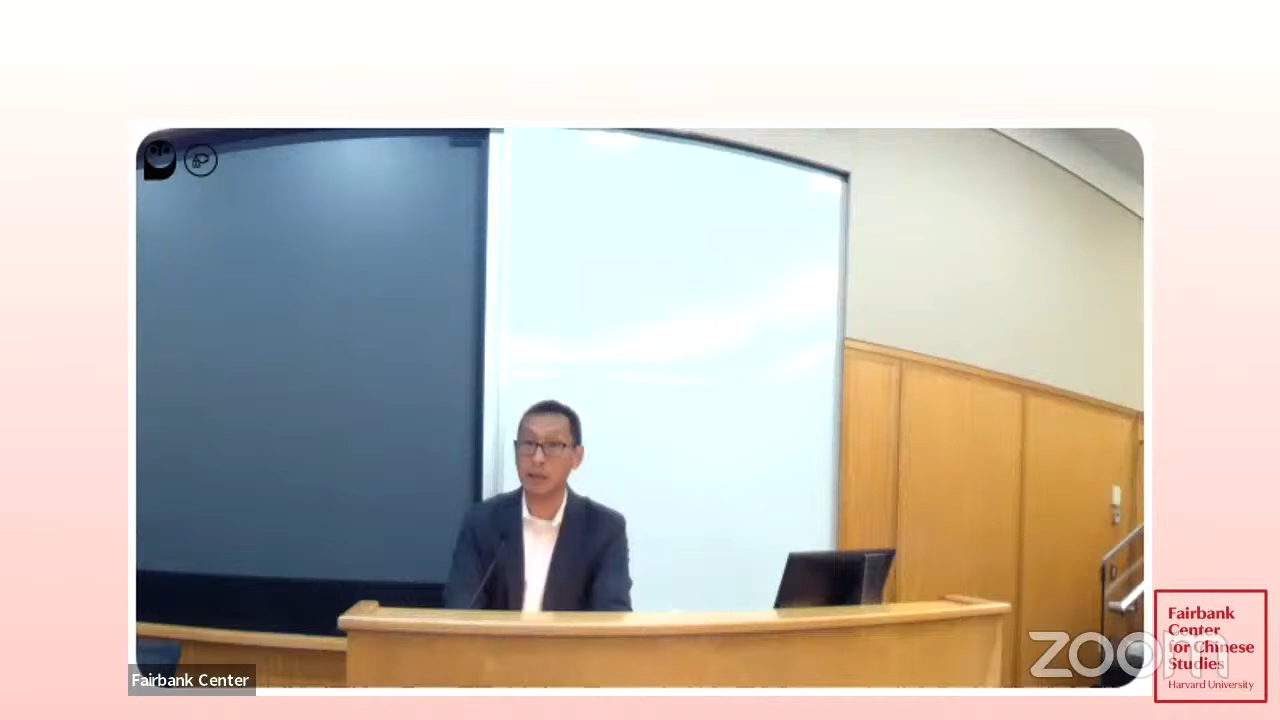 Fairbank Center
zoom
Fairbank
Center
for Chinese
Studies
Harvard University